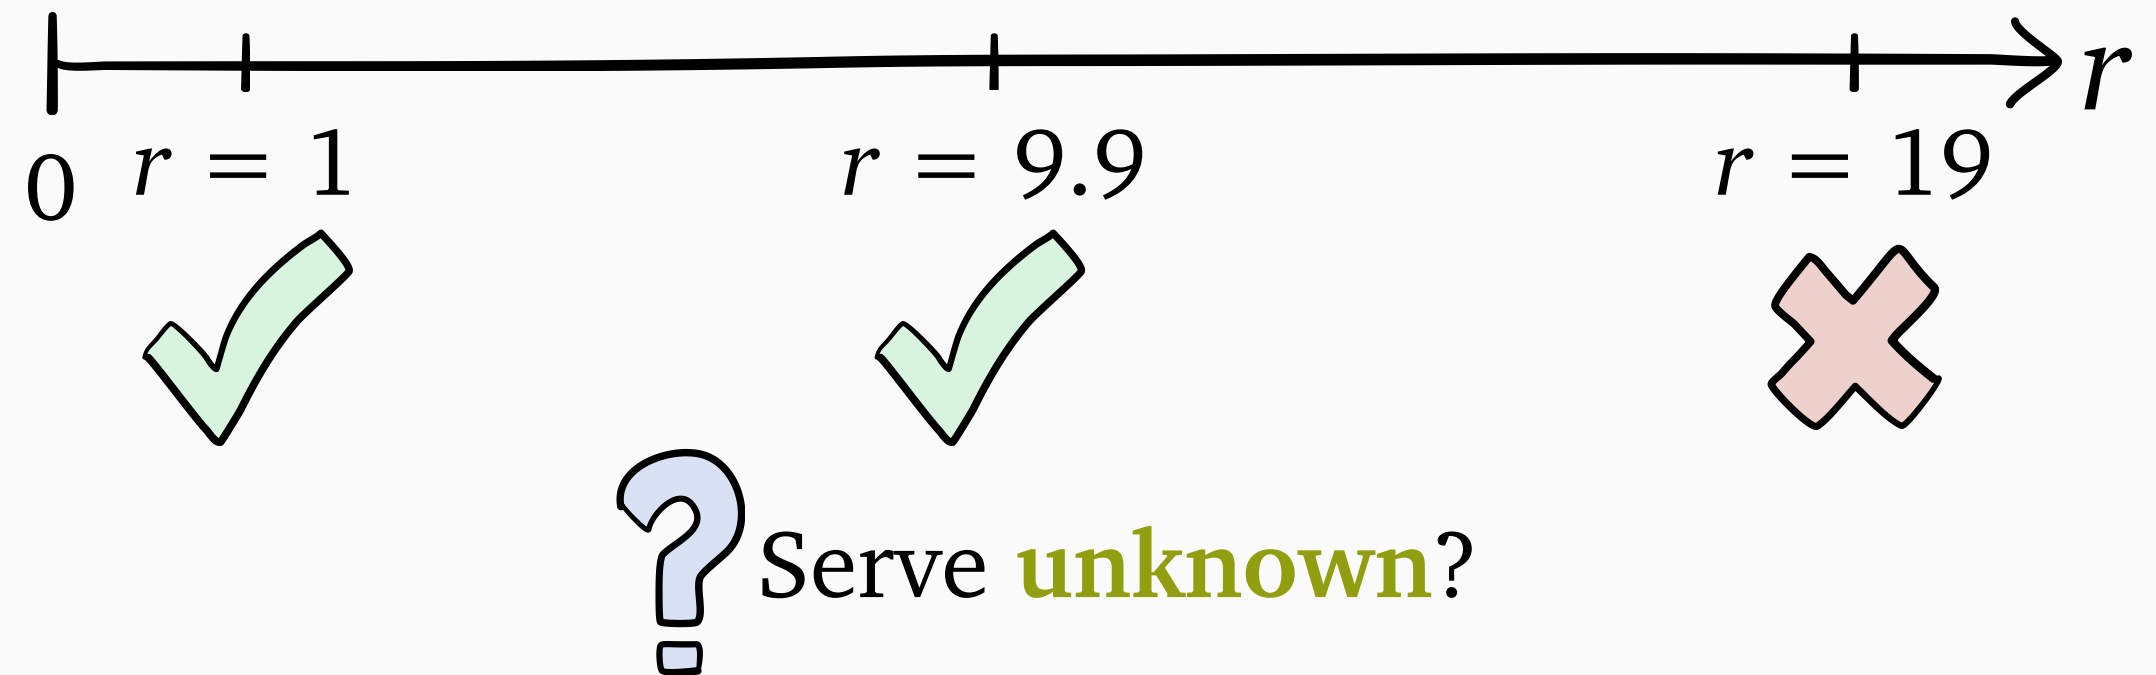 r
0 r = 1 r = 9.9 r = 19
Serve unknown?